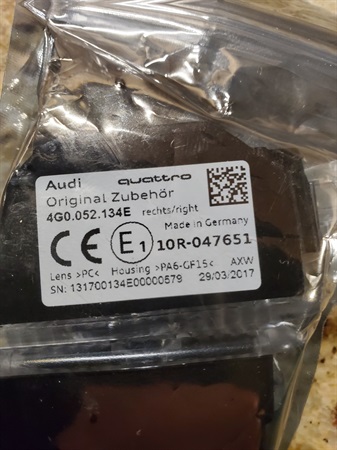 Audi quattro
Original Zubehör
4G0.052.134E rechts/right
Made in Germany
CE E1 10R-047651
Lens >PC< Housing >PA6-GF15< AXW
SN: 131700134E00000579 29/03/2017